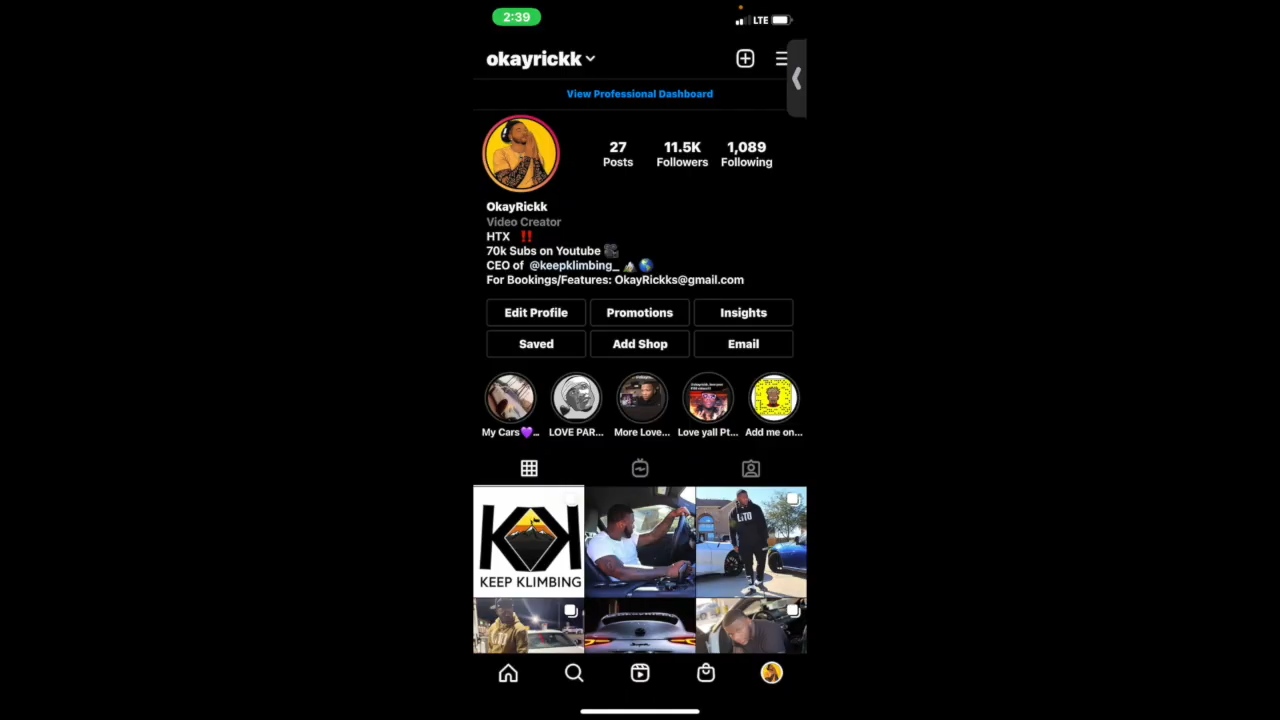 2:39
LTE
okayrickk
View Professional Dashboard
27
Posts
11.5K
Followers
1,089
Following
OkayRickk
Video Creator
HTX ‼️
70k Subs on Youtube 🎥
CEO of @keepklimbing_ ⛰️🌎
For Bookings/Features: OkayRickks@gmail.com
Edit Profile
Promotions
Insights
Saved
Add Shop
Email
My Cars💜...
LOVE PAR...
More Love...
Love yall Pt...
Add me on...
KK
KEEP KLIMBING
LITO